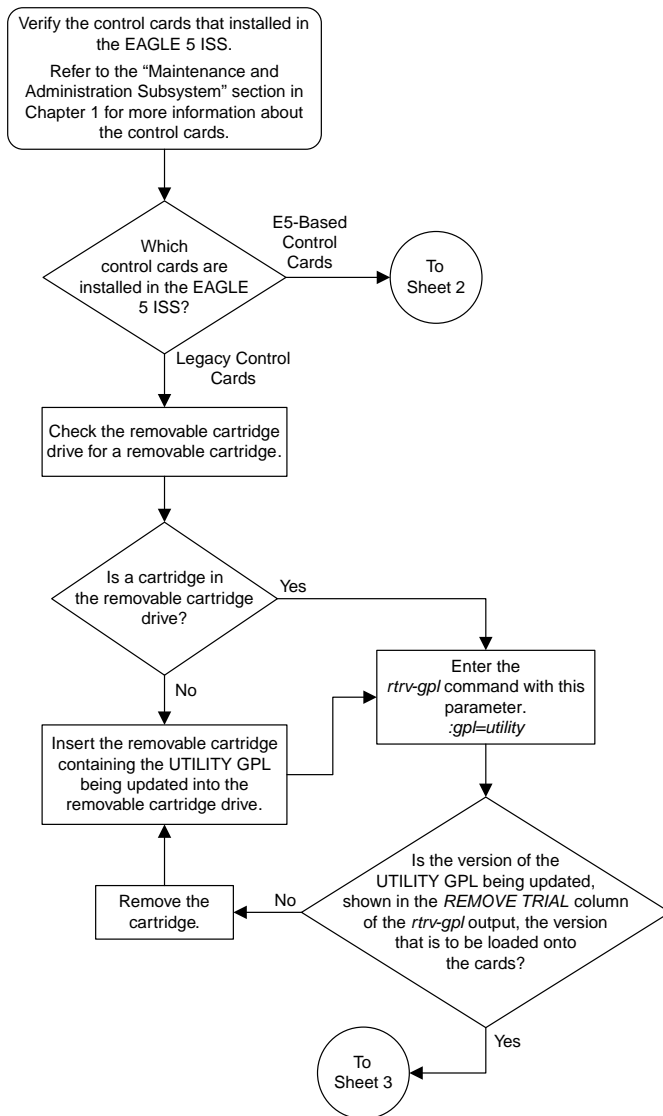 Verify the control cards that installed in
the EAGLE 5 ISS.
Refer to the “Maintenance and
Administration Subsystem” section in
Chapter 1 for more information about
the control cards.
Which
control cards are
installed in the EAGLE
5 ISS?
E5-Based
Control
Cards
To
Sheet 2
Legacy Control
Cards
Check the removable cartridge
drive for a removable cartridge.
Is a cartridge in
the removable cartridge
drive?
Yes
No
Enter the
rtrv-gpl command with this
parameter.
:gpl=utility
Insert the removable cartridge
containing the UTILITY GPL
being updated into the
removable cartridge drive.
Is the version of the
UTILITY GPL being updated,
shown in the REMOVE TRIAL column
of the rtrv-gpl output, the version
that is to be loaded onto
the cards?
No
Remove the
cartridge.
Yes
To
Sheet 3